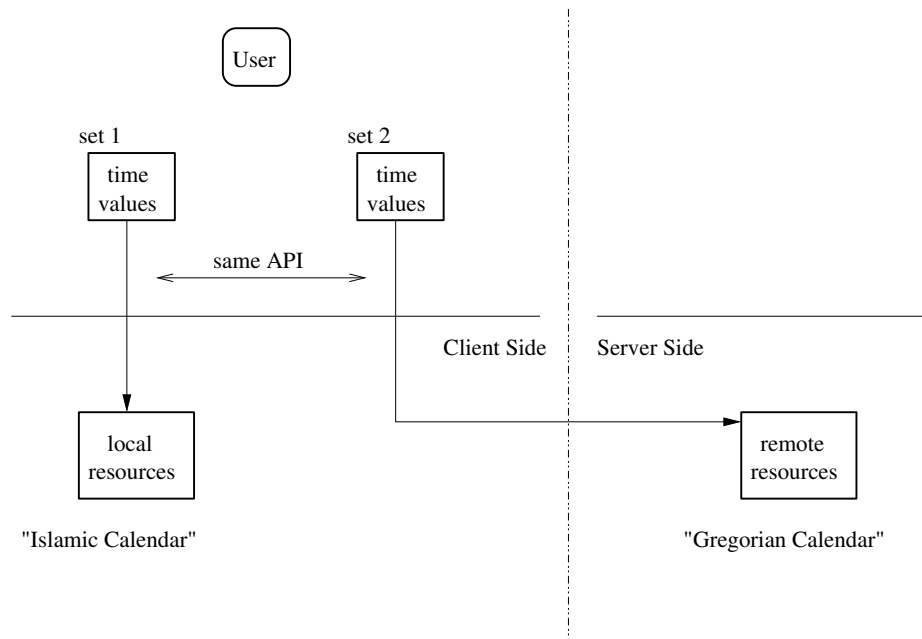 User
set 1
set 2
time
values
time
values
same API
Client Side
Server Side
local
resources
remote
resources
"Islamic Calendar"
"Gregorian Calendar"